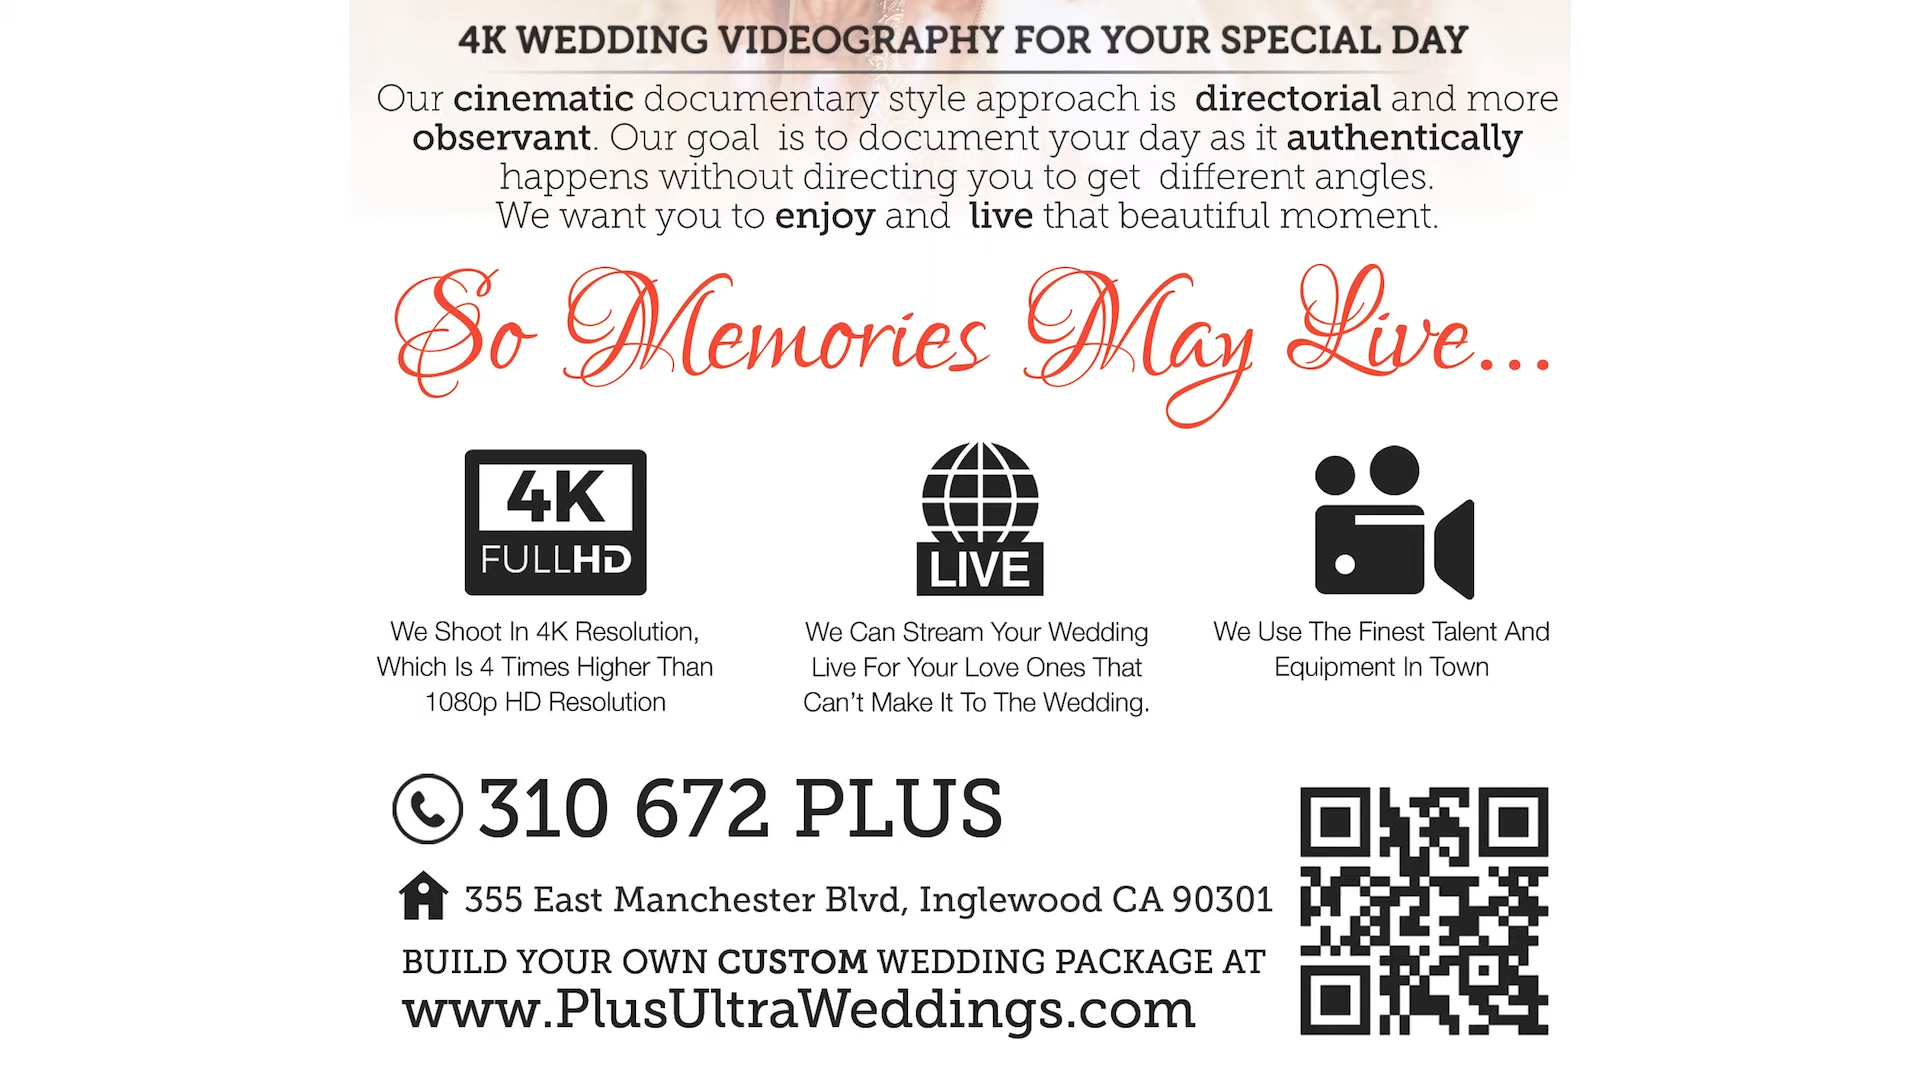 4K WEDDING VIDEOGRAPHY FOR YOUR SPECIAL DAY
Our cinematic documentary style approach is directorial and more
observant. Our goal is to document your day as it authentically
happens without directing you to get different angles.
We want you to enjoy and live that beautiful moment.
So Memories May Live...
4K
FULLHD
LIVE
We Shoot In 4K Resolution,
Which Is 4 Times Higher Than
1080p HD Resolution
We Can Stream Your Wedding
Live For Your Love Ones That
Can't Make It To The Wedding.
We Use The Finest Talent And
Equipment In Town
310 672 PLUS
355 East Manchester Blvd, Inglewood CA 90301
BUILD YOUR OWN CUSTOM WEDDING PACKAGE AT
www.PlusUltraWeddings.com